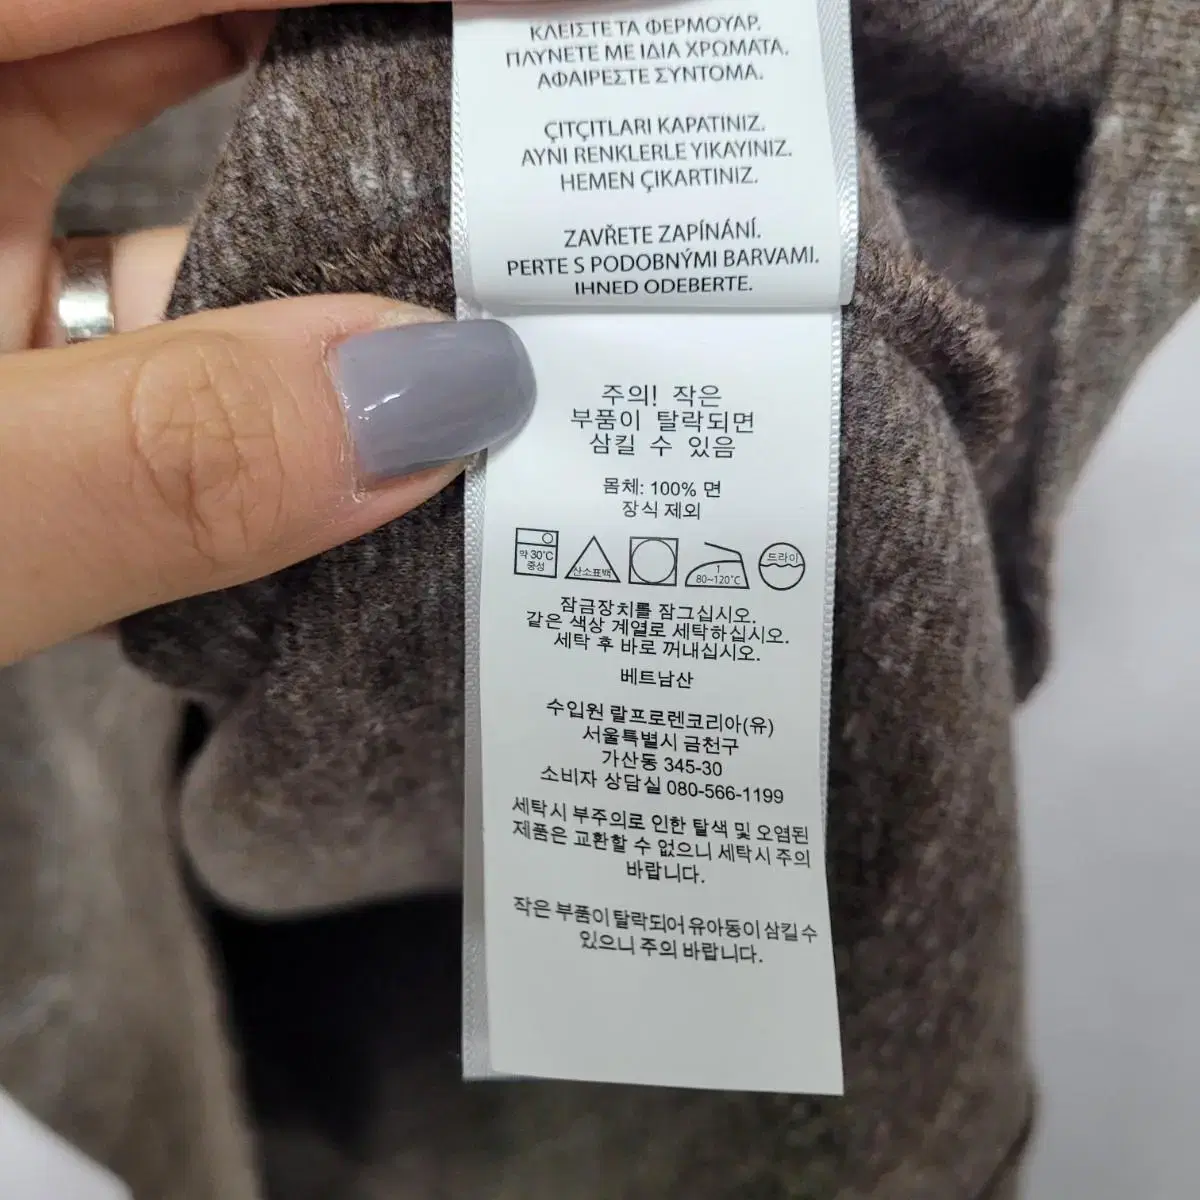 ΚΛΕΙΣΤΕ ΤΑ ΦΕΡΜΟΥΑΡ.
ΠΛΥΝΕΤΕ ΜΕ ΙΔΙΑ ΧΡΩΜΑΤΑ.
ΑΦΑΙΡΕΣΤΕ ΣΥΝΤΟΜΑ.
ÇITÇITLARI KAPATINIZ.
AYNI RENKLERLE YIKAYINIZ.
HEMEN ÇIKARTINIZ.
ZAVŘETE ZAPÍNÁNÍ.
PERTE S PODOBNÝMI BARVAMI.
IHNED ODEBERTE.
주의! 작은
부품이 탈락되면
삼킬 수 있음
몸체: 100% 면
장식 제외
약 30℃
중성
산소표백
1
80~120℃
드라이
잠금장치를 잠그십시오.
같은 색상 계열로 세탁하십시오.
세탁 후 바로 꺼내십시오.
베트남산
수입원 랄프로렌코리아(유)
서울특별시 금천구
가산동 345-30
소비자 상담실 080-566-1199
세탁시 부주의로 인한 탈색 및 오염된
제품은 교환할 수 없으니 세탁시 주의
바랍니다.
작은 부품이 탈락되어 유아동이 삼킬 수
있으니 주의 바랍니다.